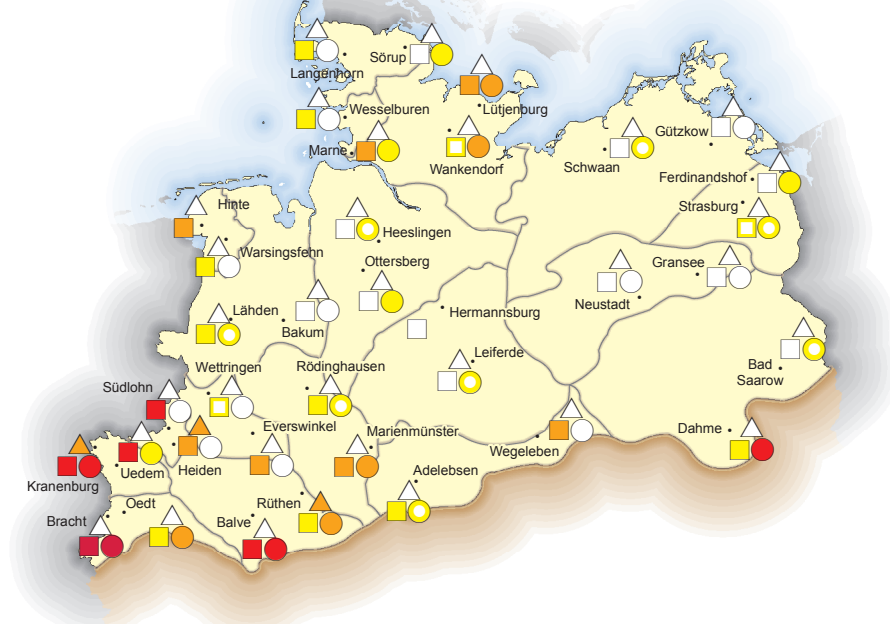 Langenhorn
Sörup
Wesselburen
Lütjenburg
Marne
Wankendorf
Schwaan
Gützkow
Ferdinandshof
Strasburg
Hinte
Warsingsfehn
Heeslingen
Ottersberg
Gransee
Neustadt
Lähden
Bakum
Hermannsburg
Leiferde
Bad
Saarow
Wettringen
Rödinghausen
Südlohn
Everswinkel
Marienmünster
Wegeleben
Dahme
Heiden
Uedem
Kranenburg
Adelebsen
Oedt
Rüthen
Bracht
Balve